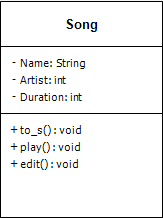 Song
- Name: String
- Artist: int
- Duration: int
+ to_s() : void
+ play() : void
+ edit() : void